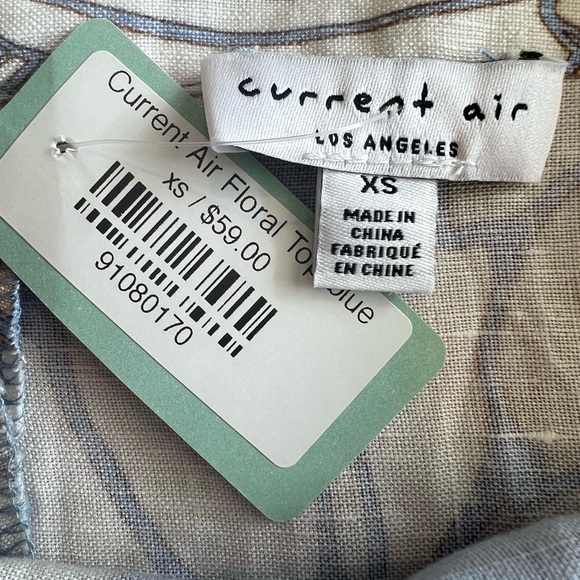 current air
LOS ANGELES
XS
MADE IN
CHINA
FABRIQUÉ
EN CHINE
Current Air Floral Top Blue
xs / $59.00
91080170